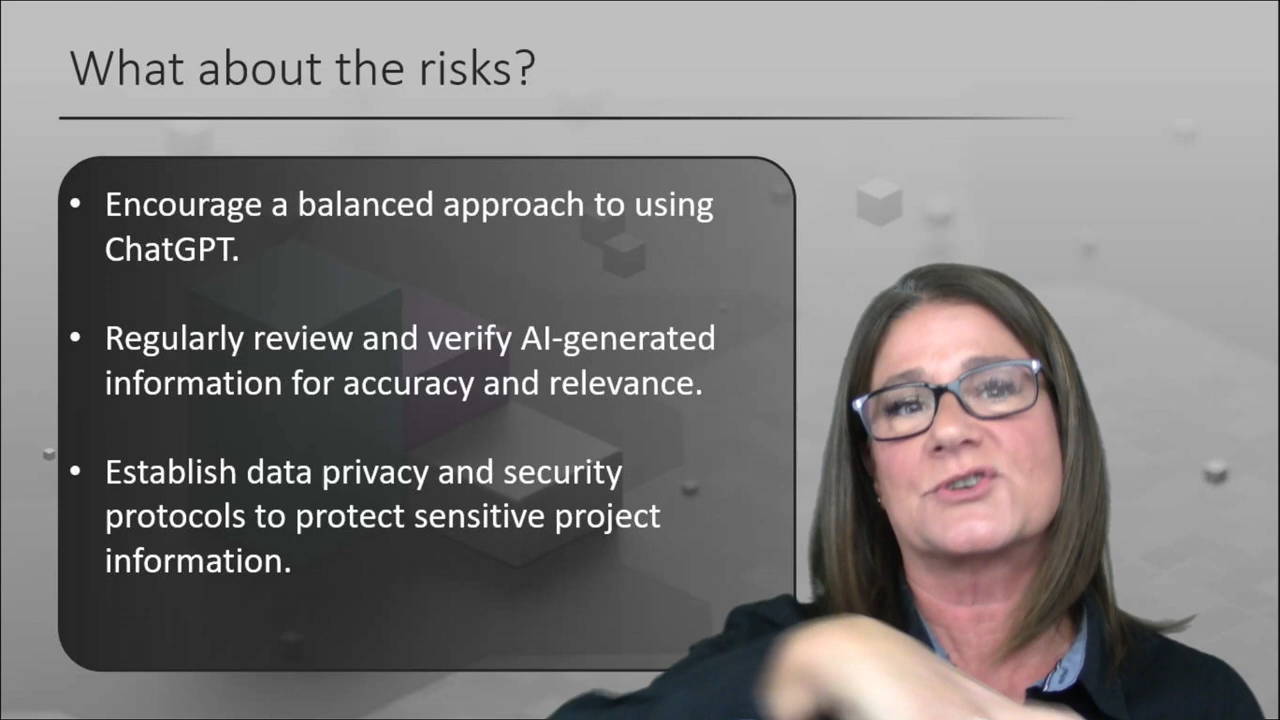 What about the risks?
• Encourage a balanced approach to using
ChatGPT.
• Regularly review and verify AI-generated
information for accuracy and relevance.
• Establish data privacy and security
protocols to protect sensitive project
information.